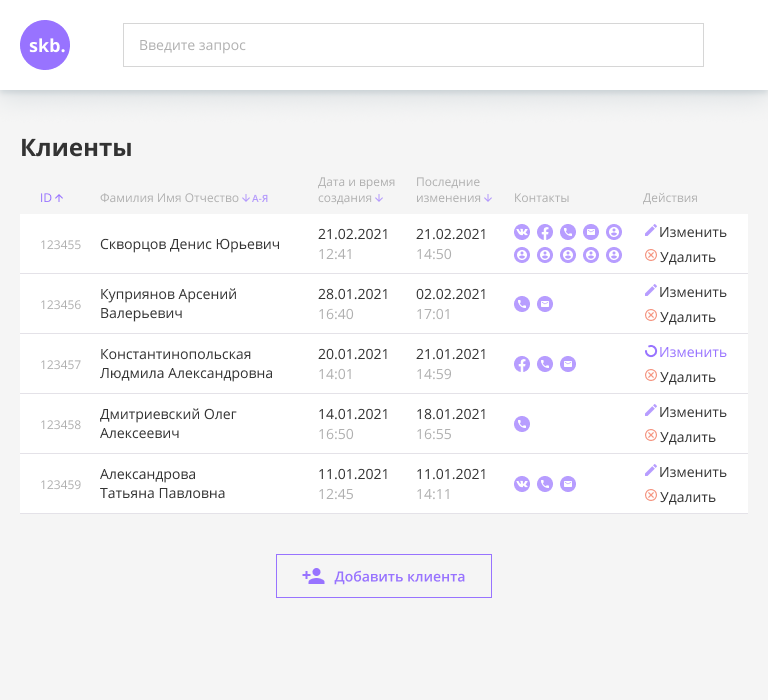 skb.
Введите запрос
Клиенты
ID Фамилия Имя Отчество А-Я Дата и время создания Последние изменения Контакты Действия
123455 Скворцов Денис Юрьевич 21.02.2021 12:41 21.02.2021 14:50 Изменить Удалить
123456 Куприянов Арсений Валерьевич 28.01.2021 16:40 02.02.2021 17:01 Изменить Удалить
123457 Константинопольская Людмила Александровна 20.01.2021 14:01 21.01.2021 14:59 Изменить Удалить
123458 Дмитриевский Олег Алексеевич 14.01.2021 16:50 18.01.2021 16:55 Изменить Удалить
123459 Александрова Татьяна Павловна 11.01.2021 12:45 11.01.2021 14:11 Изменить Удалить
Добавить клиента